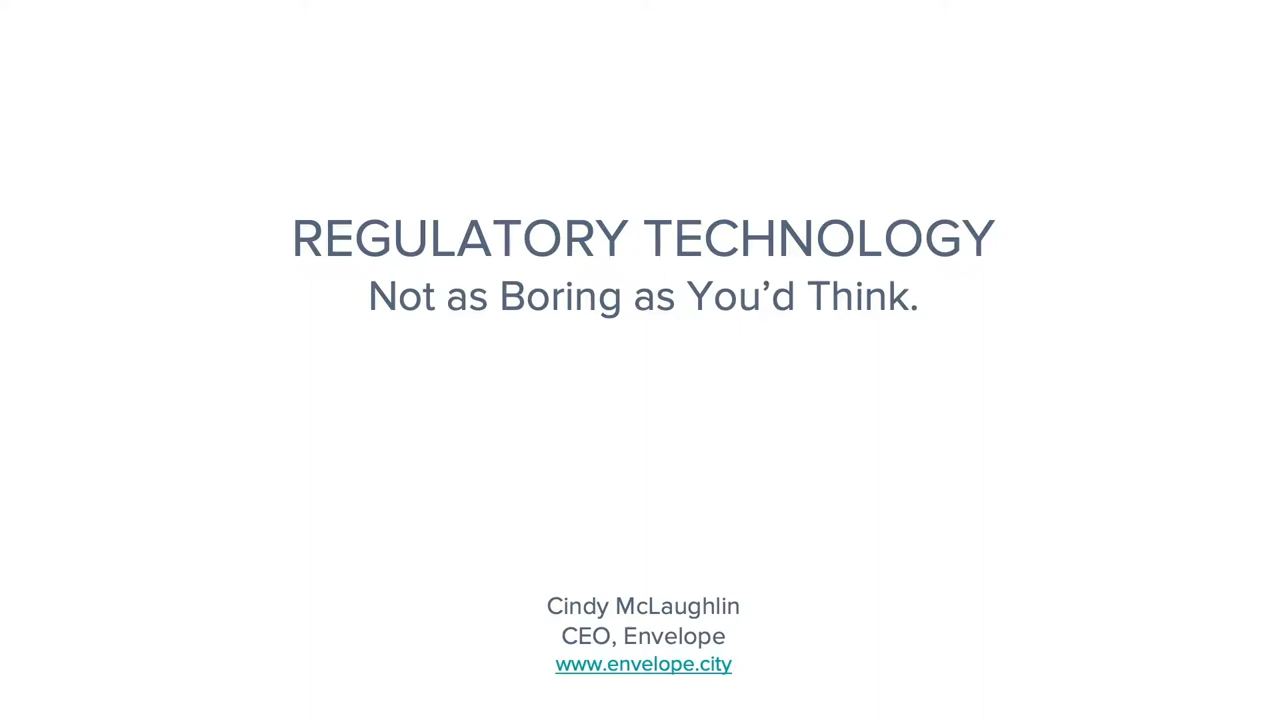 REGULATORY TECHNOLOGY
Not as Boring as You’d Think.
Cindy McLaughlin
CEO, Envelope
www.envelope.city